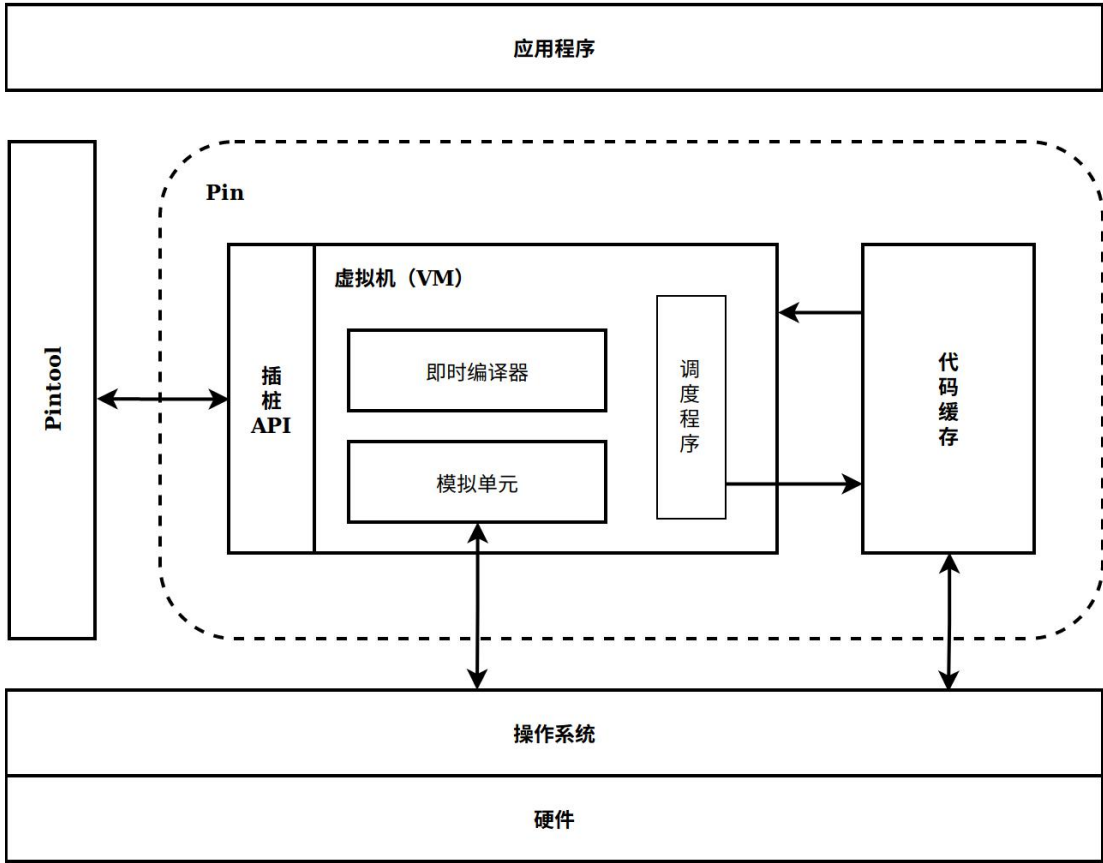 应用程序
Pin
Pintool
插
桩
API
虚拟机（VM）
即时编译器
模拟单元
调
度
程
序
代
码
缓
存
操作系统
硬件